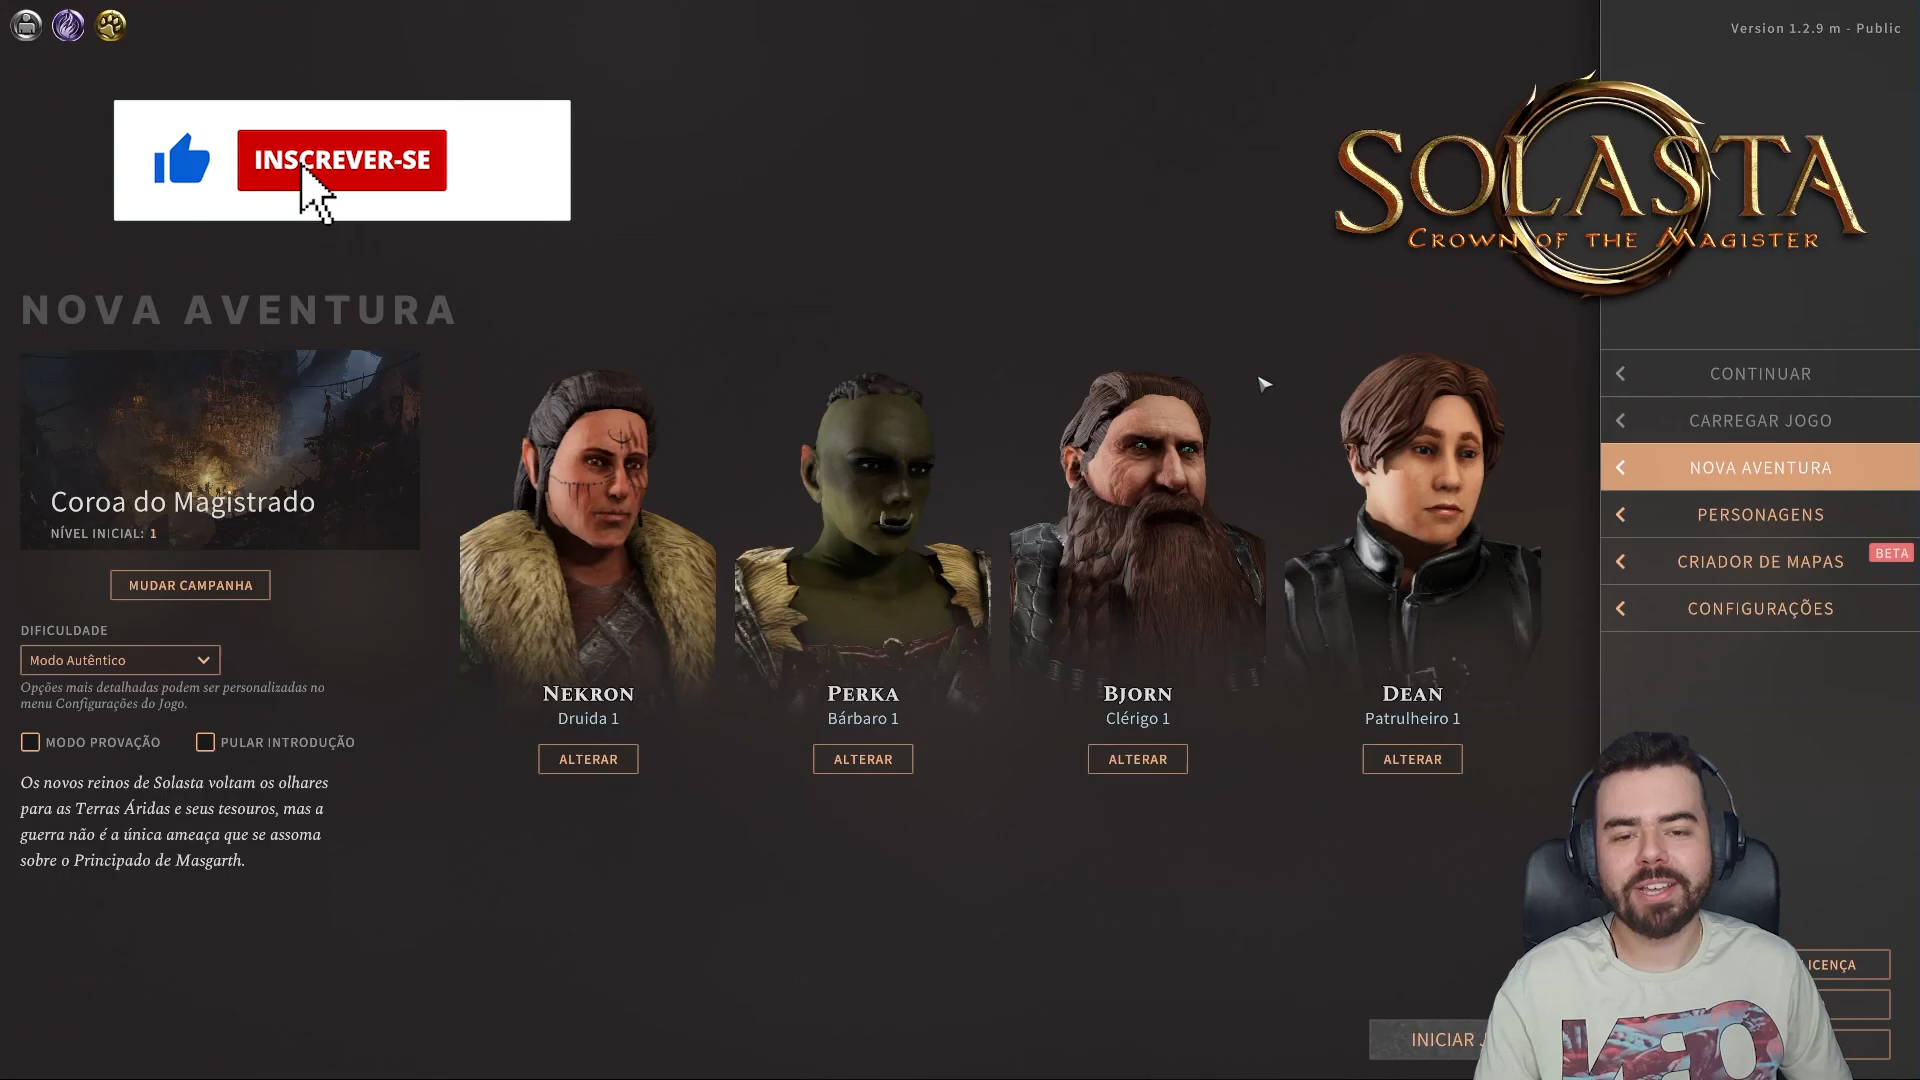 Version 1.2.9 m - Public
INSCREVER-SE
SOLASTA
CROWN OF THE MAGISTER
NOVA AVENTURA
Coroa do Magistrado
NÍVEL INICIAL: 1
MUDAR CAMPANHA
DIFICULDADE
Modo Autêntico
Opções mais detalhadas podem ser personalizadas no
menu Configurações do Jogo.
MODO PROVAÇÃO
PULAR INTRODUÇÃO
Os novos reinos de Solasta voltam os olhares
para as Terras Áridas e seus tesouros, mas a
guerra não é a única ameaça que se assoma
sobre o Principado de Masgarth.
NEKRON
Druida 1
ALTERAR
PERKA
Bárbaro 1
ALTERAR
BJORN
Clérigo 1
ALTERAR
DEAN
Patrulheiro 1
ALTERAR
CONTINUAR
CARREGAR JOGO
NOVA AVENTURA
PERSONAGENS
CRIADOR DE MAPAS
BETA
CONFIGURAÇÕES
ICENÇA
INICIAR